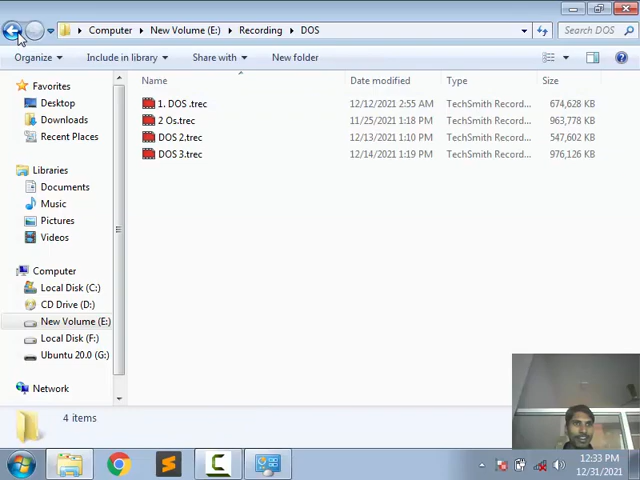 Computer New Volume (E:) Recording DOS Search DOS
Organize Include in library Share with New folder
Name Date modified Type Size
1. DOS .trec 12/12/2021 2:55 AM TechSmith Record... 674,628 KB
2 Os.trec 11/25/2021 1:18 PM TechSmith Record... 963,778 KB
DOS 2.trec 12/13/2021 1:10 PM TechSmith Record... 547,602 KB
DOS 3.trec 12/14/2021 1:19 PM TechSmith Record... 976,126 KB
Favorites
Desktop
Downloads
Recent Places
Libraries
Documents
Music
Pictures
Videos
Computer
Local Disk (C:)
CD Drive (D:)
New Volume (E:)
Local Disk (F:)
Ubuntu 20.0 (G:)
Network
4 items
12:33 PM
12/31/2021